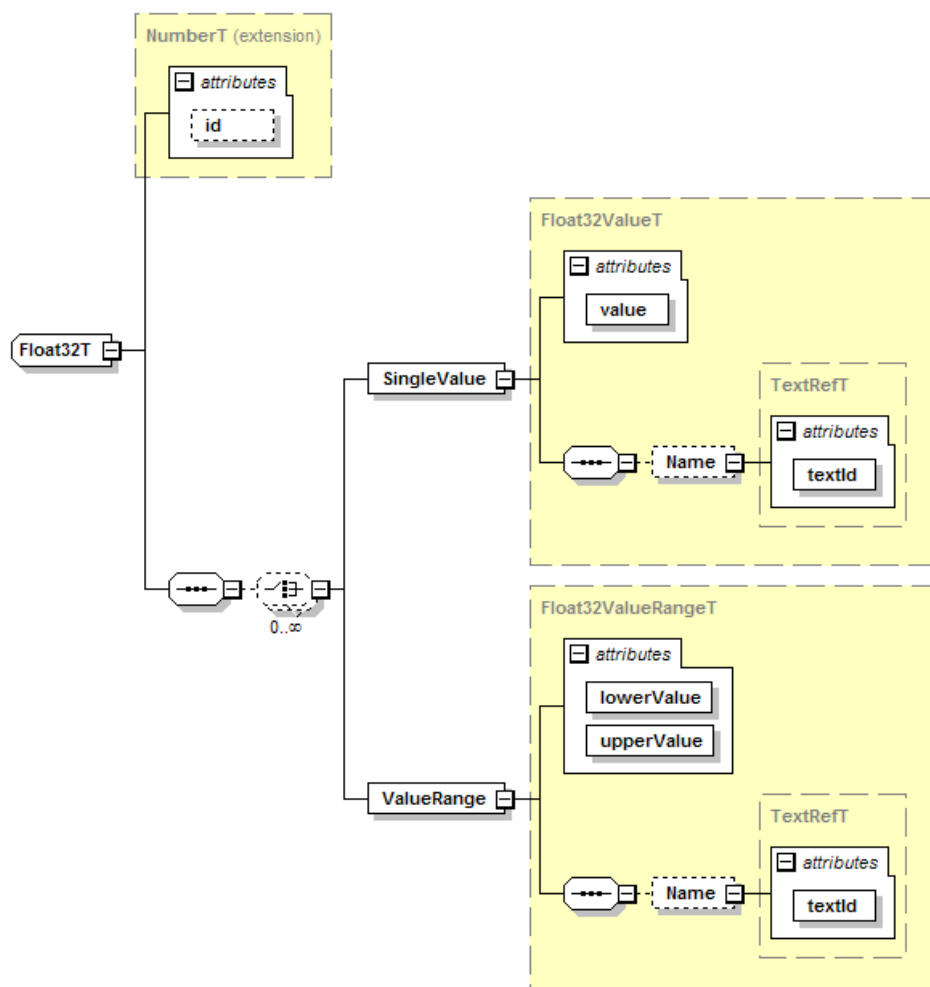 NumberT (extension)
attributes
id
Float32T
0..∞
SingleValue
Float32ValueT
attributes
value
Name
TextRefT
attributes
textId
ValueRange
Float32ValueRangeT
attributes
lowerValue
upperValue
Name
TextRefT
attributes
textId